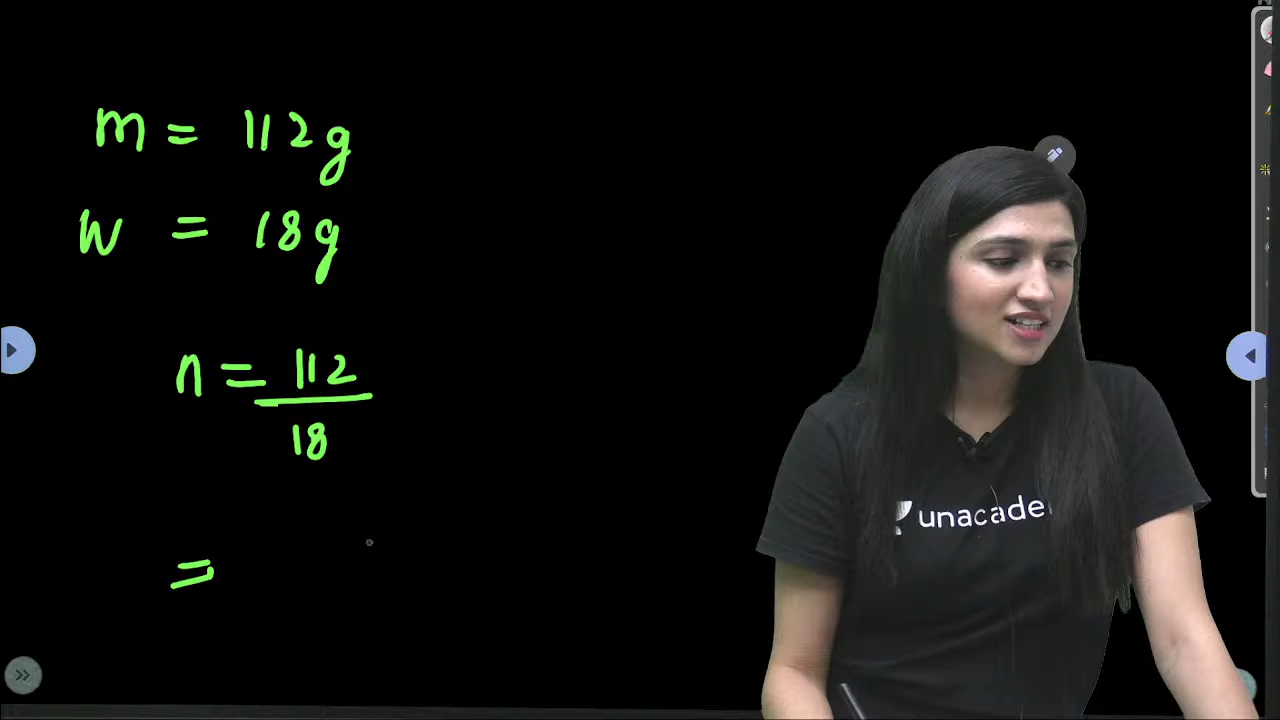 m = 112g
W = 18g
n = 112
18
=
unacade